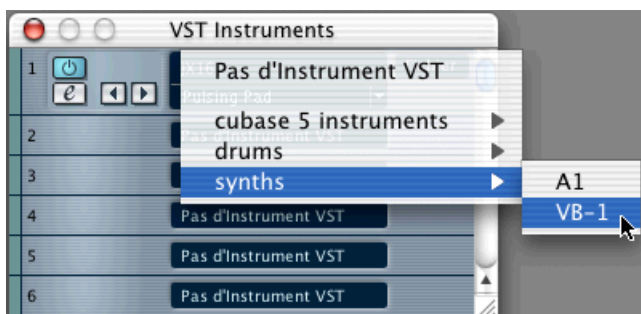 VST Instruments
1
e
Pas d'Instrument VST
Pulsing Pad
cubase 5 instruments
2
drums
3
synths
A1
4
Pas d'Instrument VST
VB-1
5
Pas d'Instrument VST
6
Pas d'Instrument VST